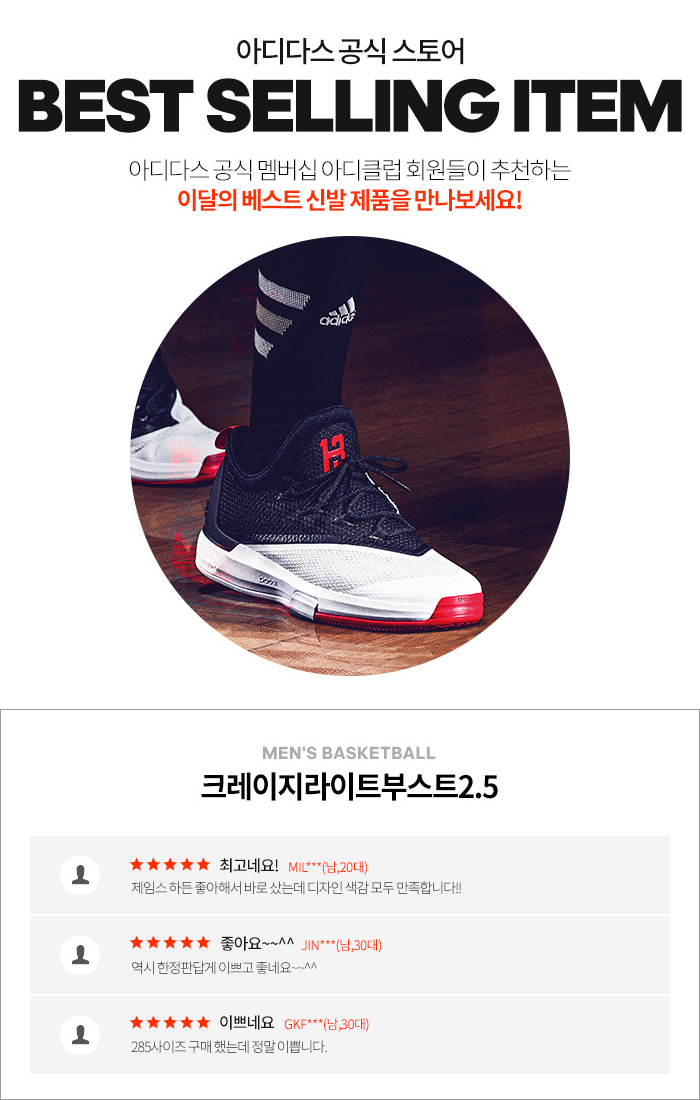 아디다스 공식 스토어
BEST SELLING ITEM
아디다스 공식 멤버십 아디클럽 회원들이 추천하는
이달의 베스트 신발 제품을 만나보세요!
adidas
13
boost
MEN'S BASKETBALL
크레이지라이트부스트2.5
★★★★★ 최고네요! MIL***(남,20대)
제임스 하든 좋아해서 바로 샀는데 디자인 색감 모두 만족합니다!!
★★★★★ 좋아요~~^^ JIN***(남,30대)
역시 한정판답게 이쁘고 좋네요~~^^
★★★★★ 이쁘네요 GKF***(남,30대)
285사이즈 구매 했는데 정말 이쁩니다.